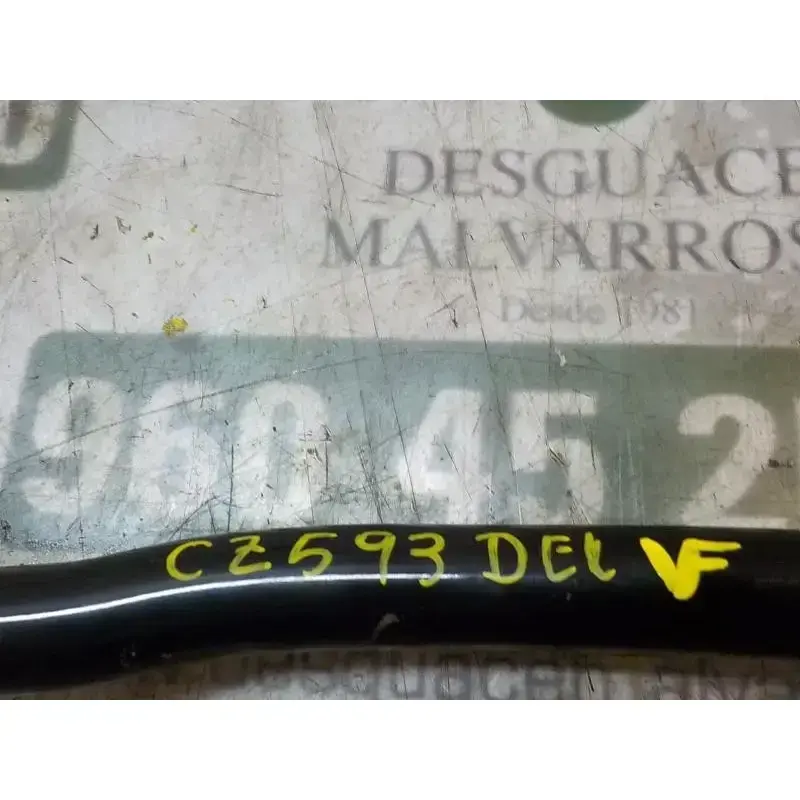 DESGUACE
MALVARROS
Desde 1981
960 45 2
CZ593 DEL VF